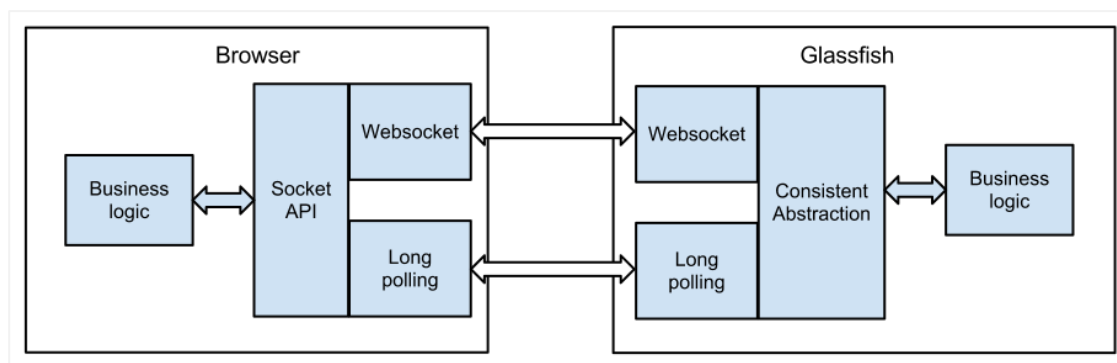 Browser
Business
logic
Socket
API
Websocket
Long
polling
Glassfish
Websocket
Long
polling
Consistent
Abstraction
Business
logic